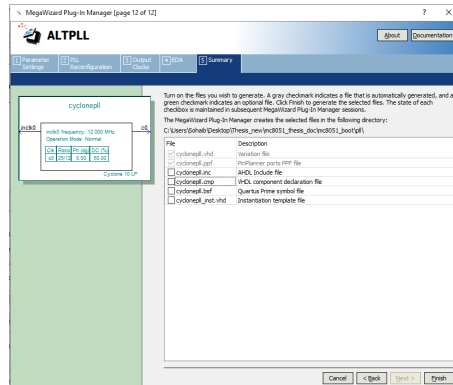 MegaWizard Plug-In Manager [page 12 of 12]
? X
ALTPLL
About Documentation
1 Parameter Settings
2 PLL Reconfiguration
3 Output Clocks
4 EDA
5 Summary
cyclonepll
inclk0
c0
inclk0 frequency: 12.000 MHz
Operation Mode: Normal
Clk Ratio Ph (dg) DC (%)
c0 25/12 0.00 50.00
Cyclone 10 LP
Turn on the files you wish to generate. A gray checkmark indicates a file that is automatically generated, and a
green checkmark indicates an optional file. Click Finish to generate the selected files. The state of each
checkbox is maintained in subsequent MegaWizard Plug-In Manager sessions.
The MegaWizard Plug-In Manager creates the selected files in the following directory:
C:\Users\Sohaib\Desktop\Thesis_new\mc8051_thesis_doc\mc8051_boot\pll\
File Description
cyclonepll.vhd Variation file
cyclonepll.ppf PinPlanner ports PPF file
cyclonepll.inc AHDL Include file
cyclonepll.cmp VHDL component declaration file
cyclonepll.bsf Quartus Prime symbol file
cyclonepll_inst.vhd Instantiation template file
Cancel < Back Next > Finish